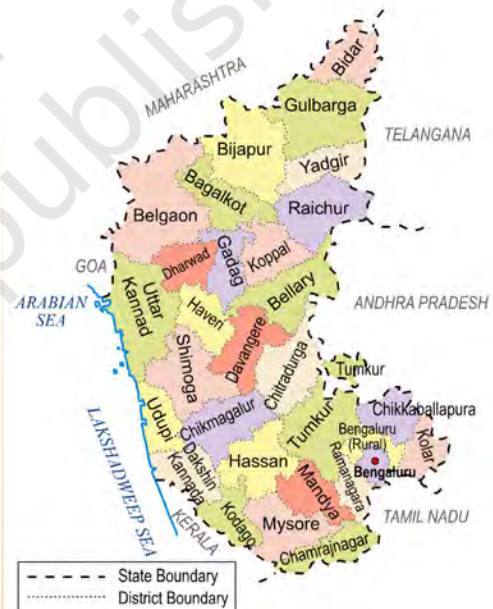 publish
MAHARASHTRA
Bidar
Gulbarga
TELANGANA
Bijapur
Yadgir
Bagalkot
Belgaon
Raichur
GOA
Dharwad
Gadag
Koppal
ARABIAN
SEA
Uttar
Kannad
Haveri
Bellary
ANDHRA PRADESH
Shimoga
Davangere
Chitradurga
Tumkur
Udupi
Chikmagalur
Tumkur
Chikkaballapura
Bengaluru
(Rural)
Kolar
Bengaluru
Ramanagara
LAKSHADWEEP SEA
Dakshin
Kannada
Hassan
Mandya
KERALA
Kodago
Mysore
TAMIL NADU
Chamrajnagar
State Boundary
District Boundary